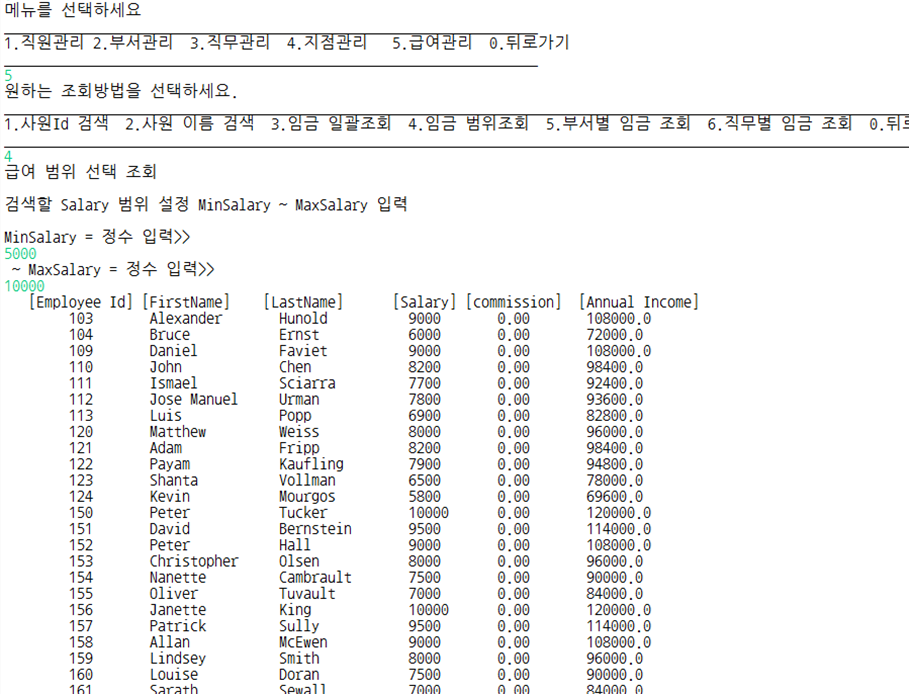 메뉴를 선택하세요
1.직원관리 2.부서관리 3.직무관리 4.지점관리 5.급여관리 0.뒤로가기
5
원하는 조회방법을 선택하세요.
1.사원Id 검색 2.사원 이름 검색 3.임금 일괄조회 4.임금 범위조회 5.부서별 임금 조회 6.직무별 임금 조회 0.뒤로
4
급여 범위 선택 조회
검색할 Salary 범위 설정 MinSalary ~ MaxSalary 입력
MinSalary = 정수 입력>>
5000
~ MaxSalary = 정수 입력>>
10000
[Employee Id] [FirstName] [LastName] [Salary] [commission] [Annual Income]
103 Alexander Hunold 9000 0.00 108000.0
104 Bruce Ernst 6000 0.00 72000.0
109 Daniel Faviet 9000 0.00 108000.0
110 John Chen 8200 0.00 98400.0
111 Ismael Sciarra 7700 0.00 92400.0
112 Jose Manuel Urman 7800 0.00 93600.0
113 Luis Popp 6900 0.00 82800.0
120 Matthew Weiss 8000 0.00 96000.0
121 Adam Fripp 8200 0.00 98400.0
122 Payam Kaufling 7900 0.00 94800.0
123 Shanta Vollman 6500 0.00 78000.0
124 Kevin Mourgos 5800 0.00 69600.0
150 Peter Tucker 10000 0.00 120000.0
151 David Bernstein 9500 0.00 114000.0
152 Peter Hall 9000 0.00 108000.0
153 Christopher Olsen 8000 0.00 96000.0
154 Nanette Cambrault 7500 0.00 90000.0
155 Oliver Tuvault 7000 0.00 84000.0
156 Janette King 10000 0.00 120000.0
157 Patrick Sully 9500 0.00 114000.0
158 Allan McEwen 9000 0.00 108000.0
159 Lindsey Smith 8000 0.00 96000.0
160 Louise Doran 7500 0.00 90000.0
161 Sarath Sewall 7000 0.00 84000.0